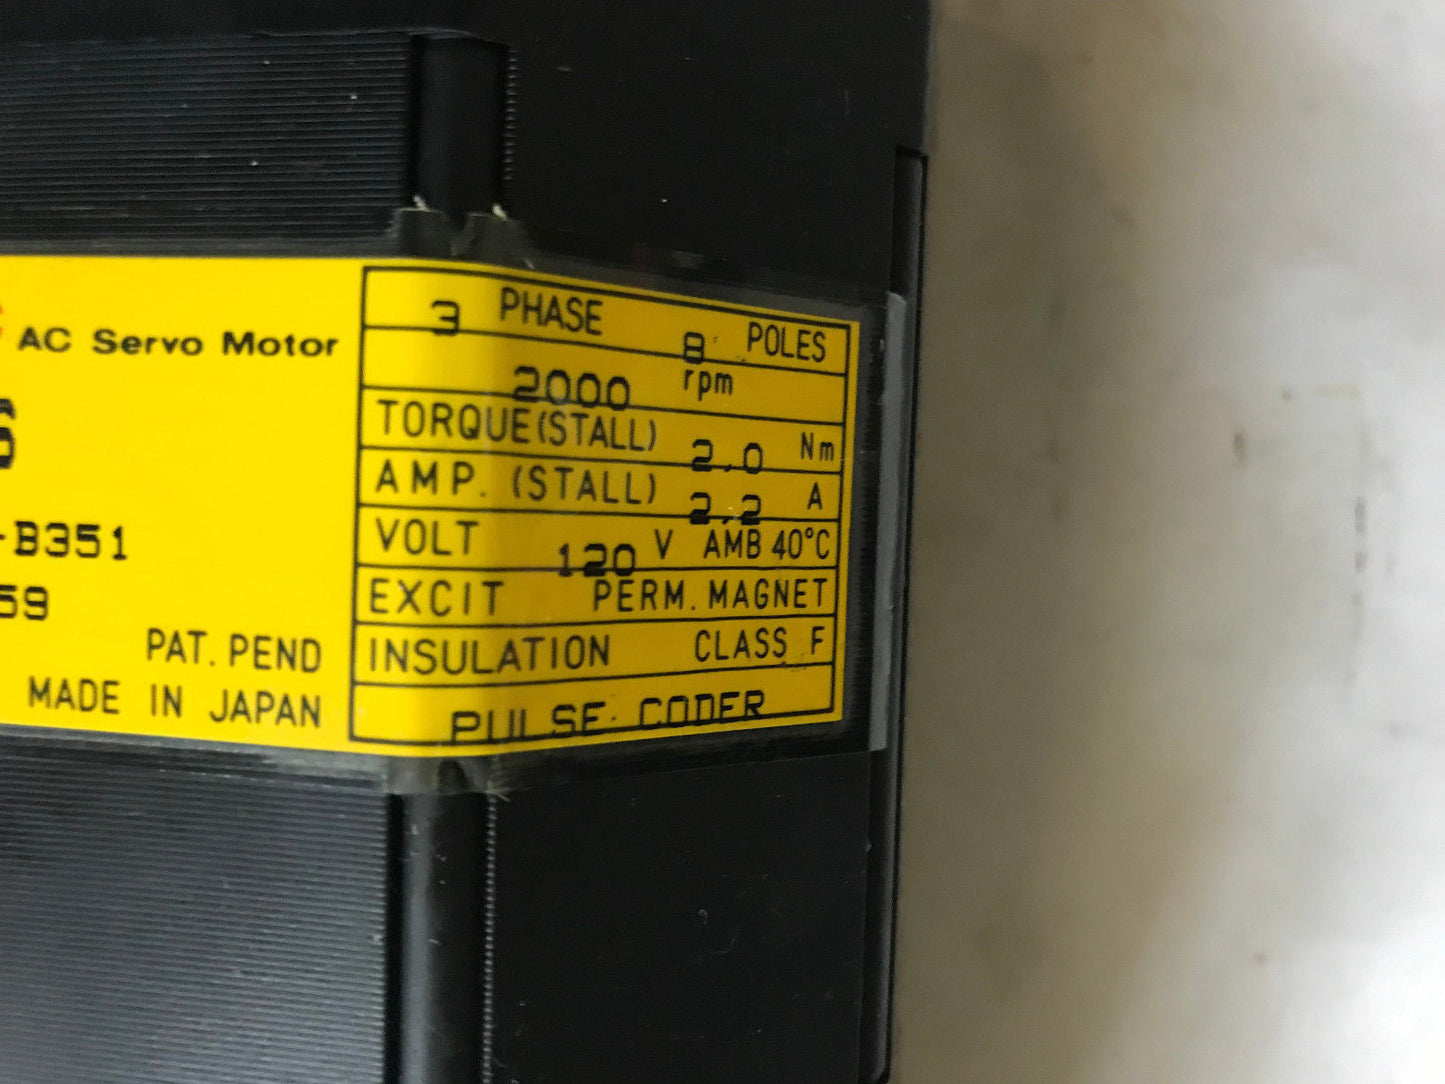 AC Servo Motor
-B351
59
PAT. PEND
MADE IN JAPAN
3 PHASE 8 POLES
2000 rpm
TORQUE(STALL) 2.0 Nm
AMP. (STALL) 2.2 A
VOLT 120 V AMB 40°C
EXCIT PERM. MAGNET
INSULATION CLASS F
PULSE CODER